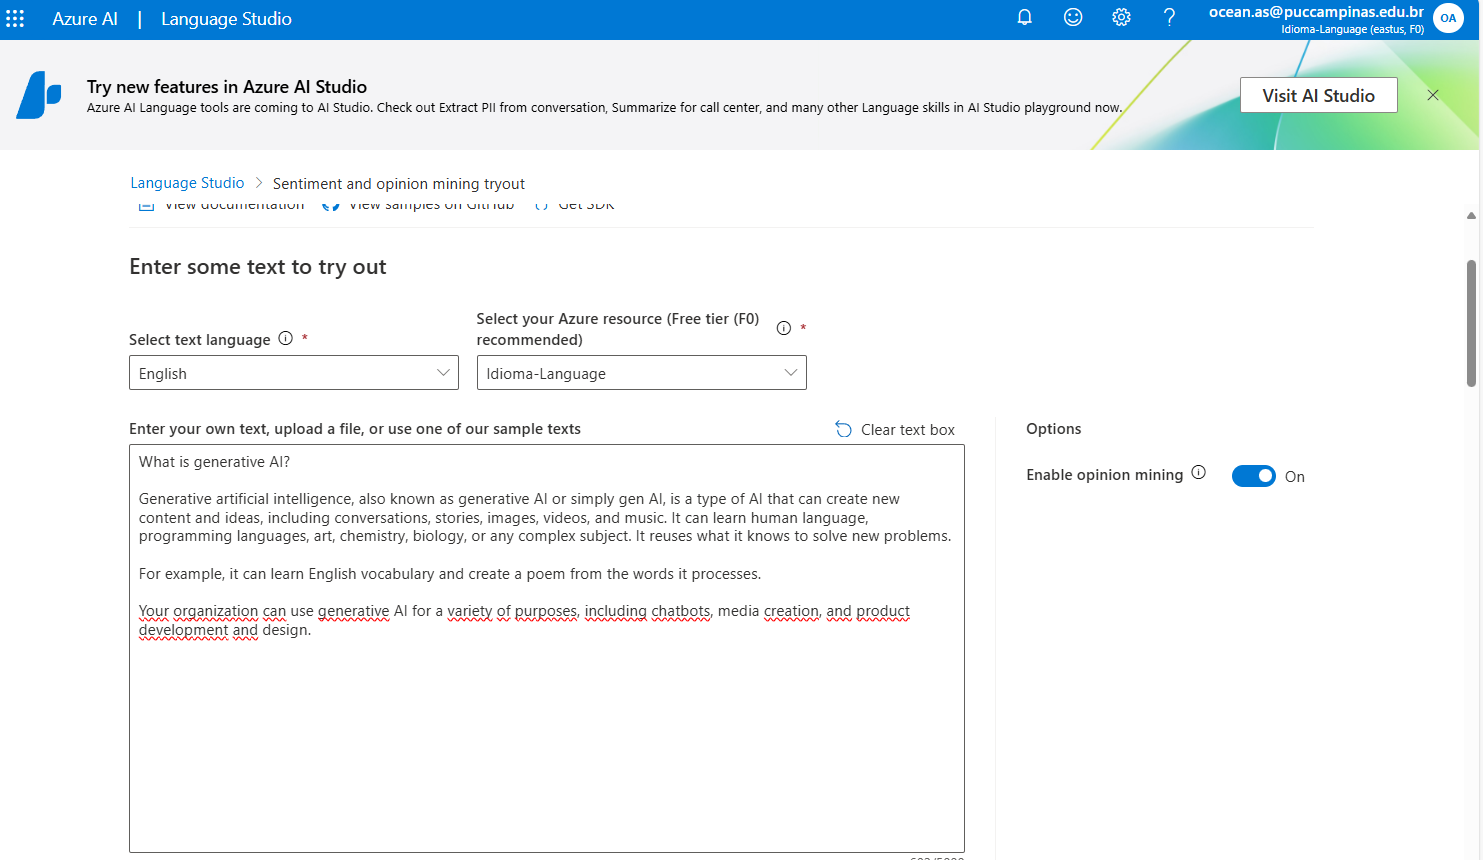 Azure AI | Language Studio
ocean.as@puccampinas.edu.br
Idioma-Language (eastus, F0)
OA
Try new features in Azure AI Studio
Azure AI Language tools are coming to AI Studio. Check out Extract PII from conversation, Summarize for call center, and many other Language skills in AI Studio playground now.
Visit AI Studio
Language Studio > Sentiment and opinion mining tryout
View documentation View samples on GitHub Get SDK
Enter some text to try out
Select text language *
Select your Azure resource (Free tier (F0)
recommended) *
English
Idioma-Language
Enter your own text, upload a file, or use one of our sample texts
Clear text box
What is generative AI?
Generative artificial intelligence, also known as generative AI or simply gen AI, is a type of AI that can create new
content and ideas, including conversations, stories, images, videos, and music. It can learn human language,
programming languages, art, chemistry, biology, or any complex subject. It reuses what it knows to solve new problems.
For example, it can learn English vocabulary and create a poem from the words it processes.
Your organization can use generative AI for a variety of purposes, including chatbots, media creation, and product
development and design.
Options
Enable opinion mining On